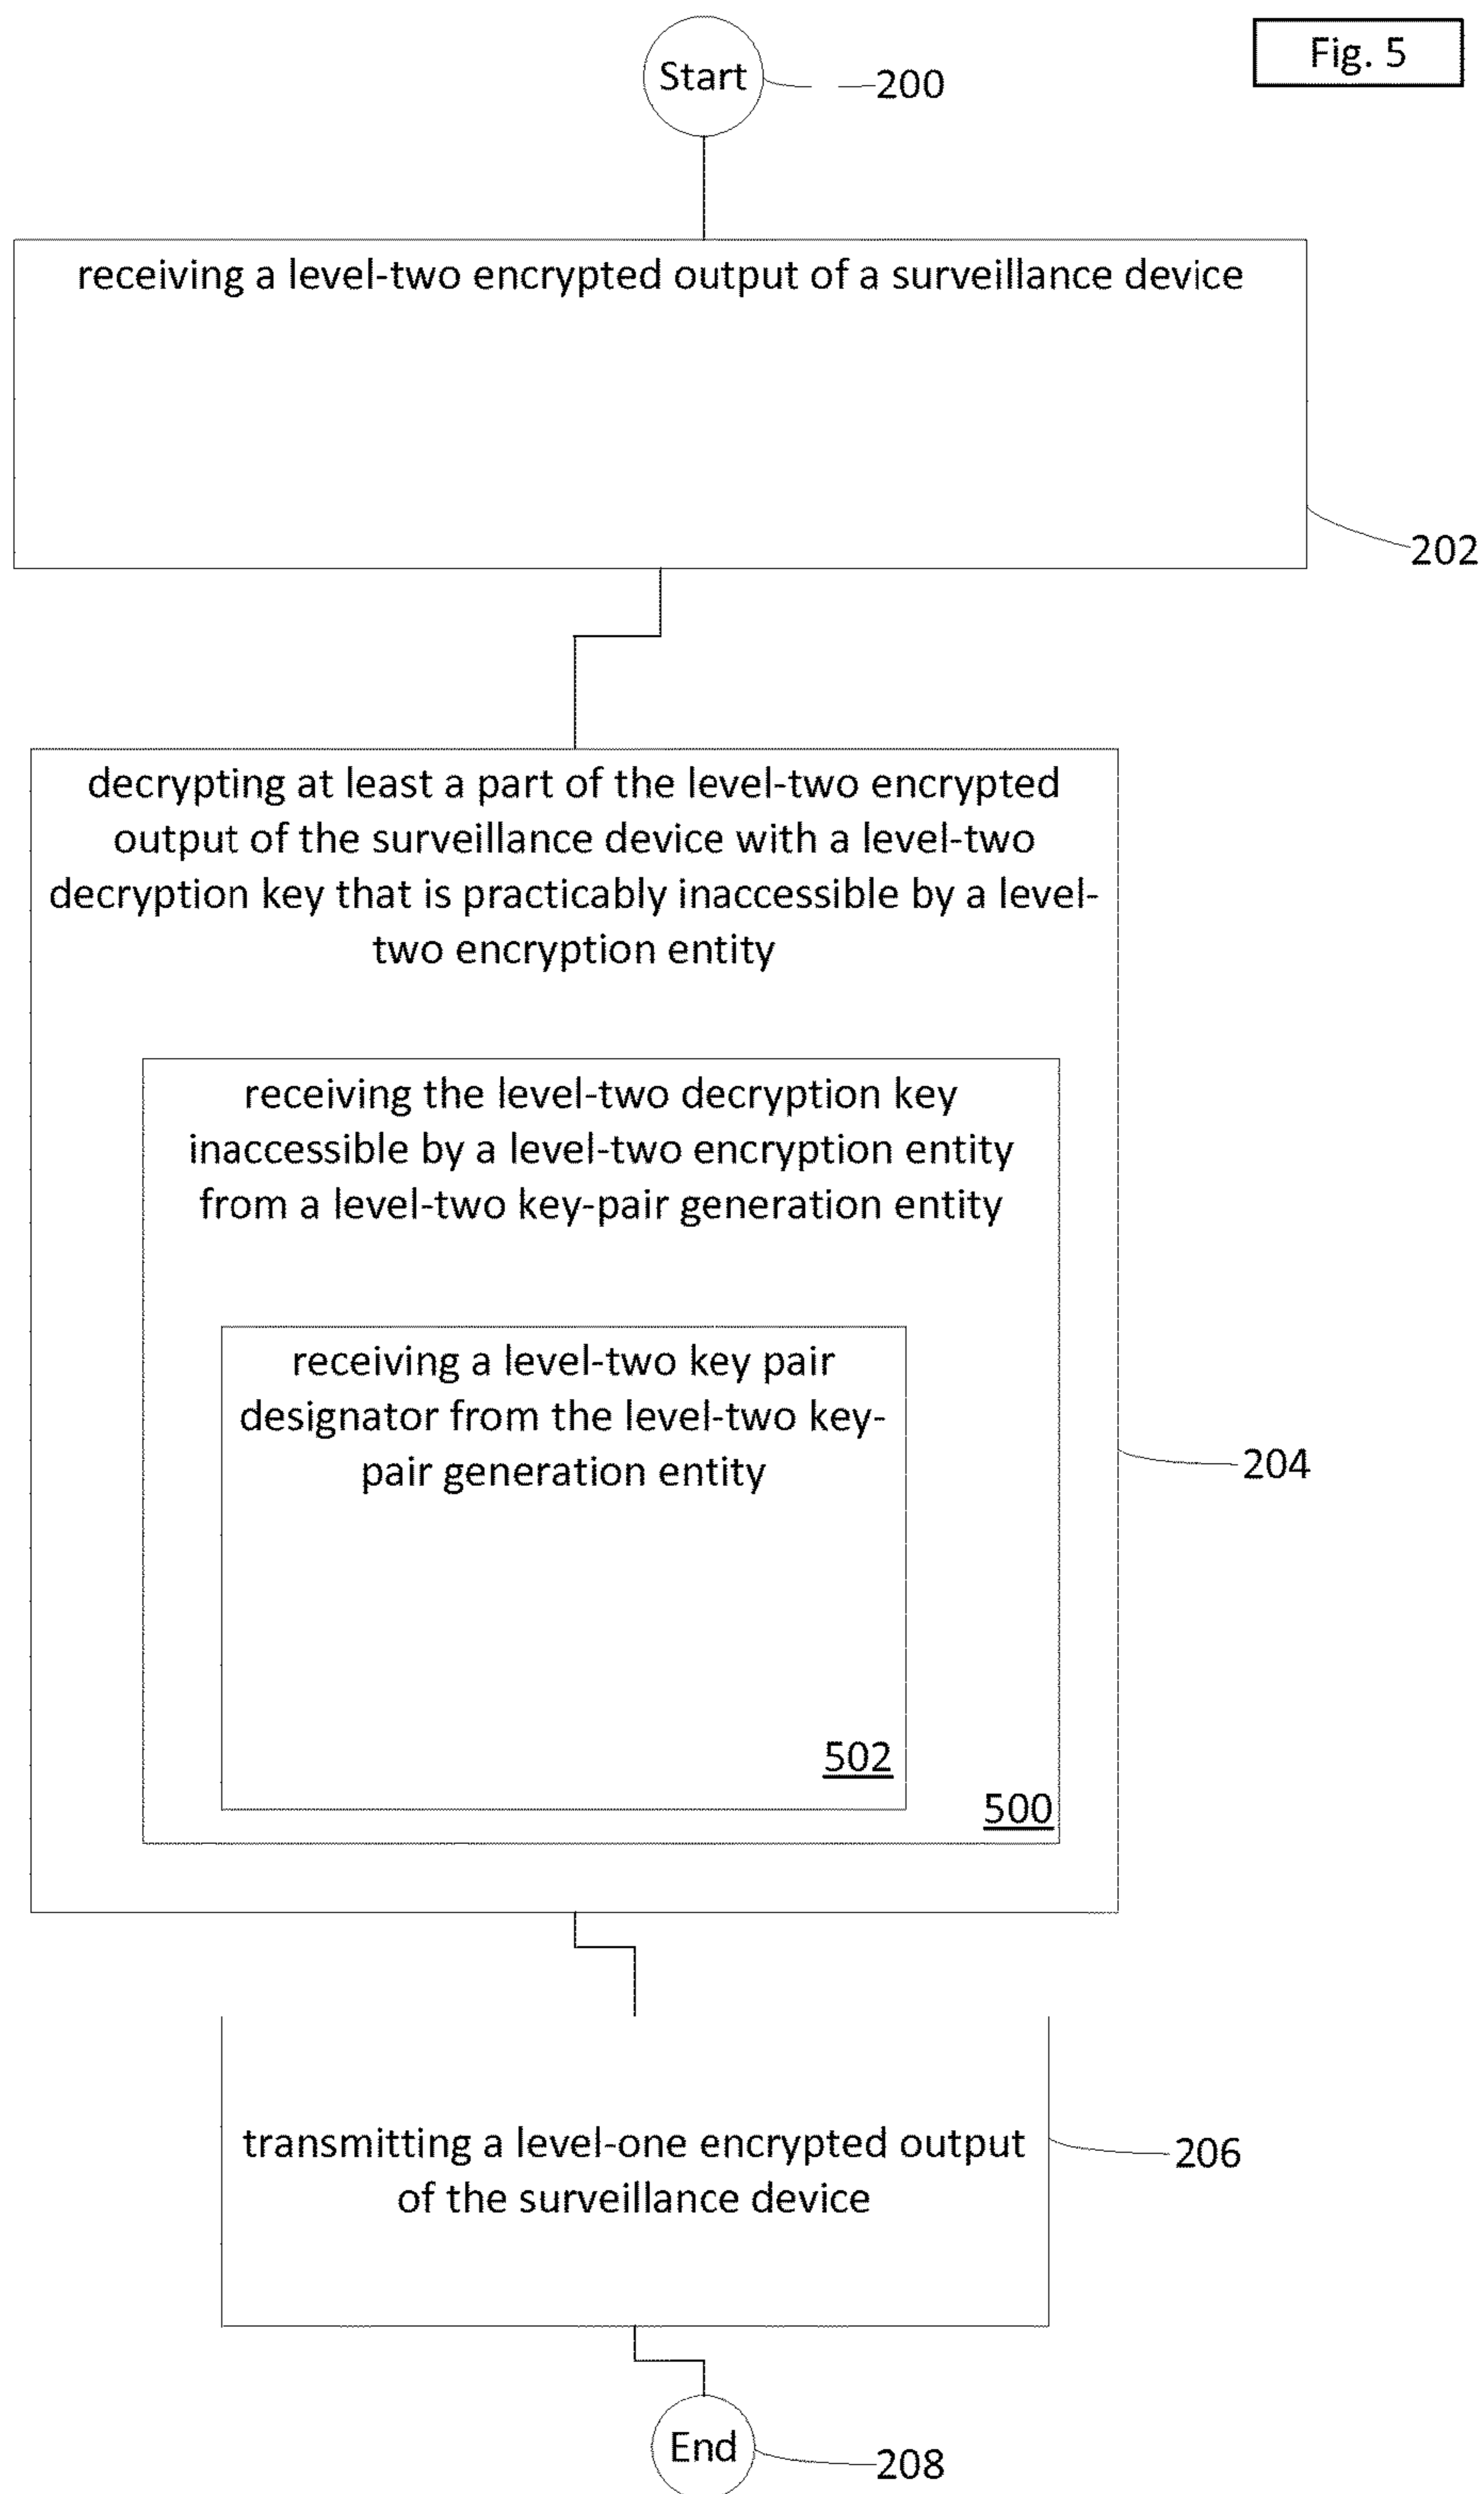 Fig. 5
Start
200
receiving a level-two encrypted output of a surveillance device
202
decrypting at least a part of the level-two encrypted
output of the surveillance device with a level-two
decryption key that is practicably inaccessible by a level-
two encryption entity
receiving the level-two decryption key
inaccessible by a level-two encryption entity
from a level-two key-pair generation entity
receiving a level-two key pair
designator from the level-two key-
pair generation entity
204
502
500
transmitting a level-one encrypted output
of the surveillance device
206
End
208